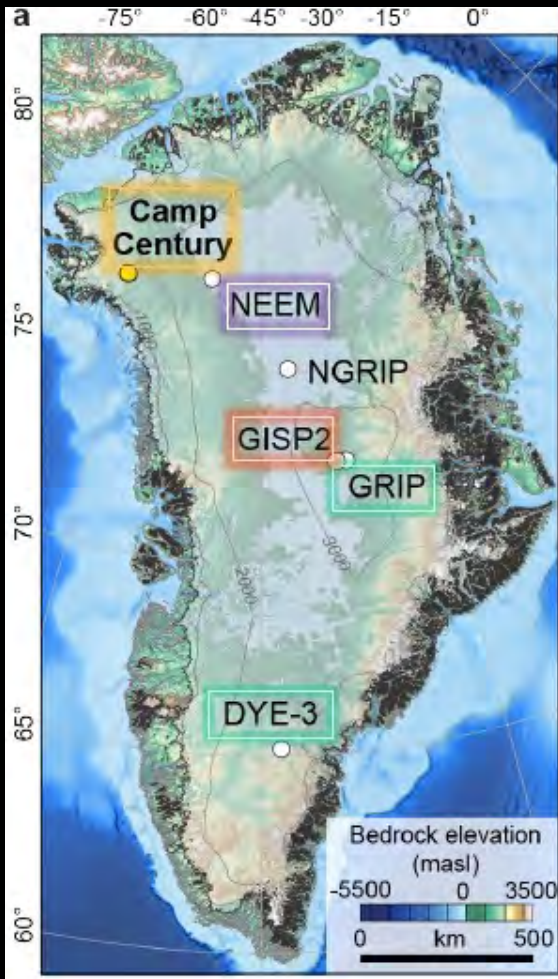 a
-75° -60° -45° -30° -15° 0°
80°
Camp
Century
NEEM
75°
1000
NGRIP
GISP2
GRIP
3000
70°
2000
DYE-3
65°
Bedrock elevation
(masl)
-5500 0 3500
0 km 500
60°